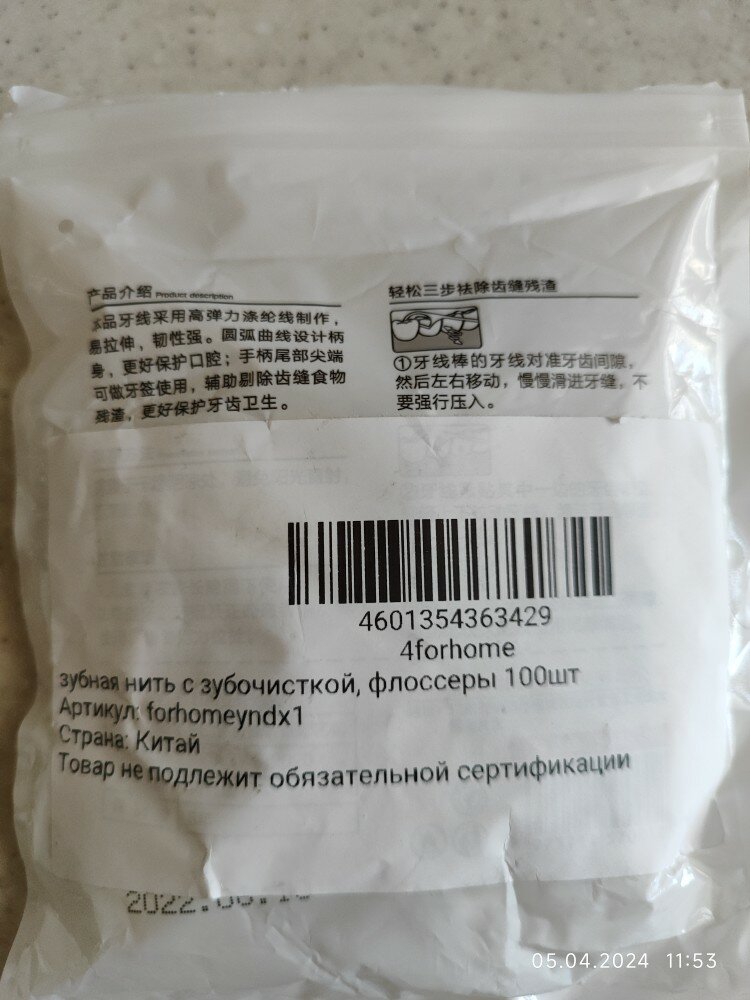 产品介绍 Product description
冰品牙线采用高弹力涤纶线制作，
易拉伸，韧性强。圆弧曲线设计柄
身，更好保护口腔；手柄尾部尖端
可做牙签使用，辅助剔除齿缝食物
残渣，更好保护牙齿卫生。
轻松三步祛除齿缝残渣
①牙线棒的牙线对准牙齿间隙，
然后左右移动，慢慢滑进牙缝，不
要强行压入。
4601354363429
4forhome
зубная нить с зубочисткой, флоссеры 100шт
Артикул: forhomeyndx1
Страна: Китай
Товар не подлежит обязательной сертификации
05.04.2024 11:53